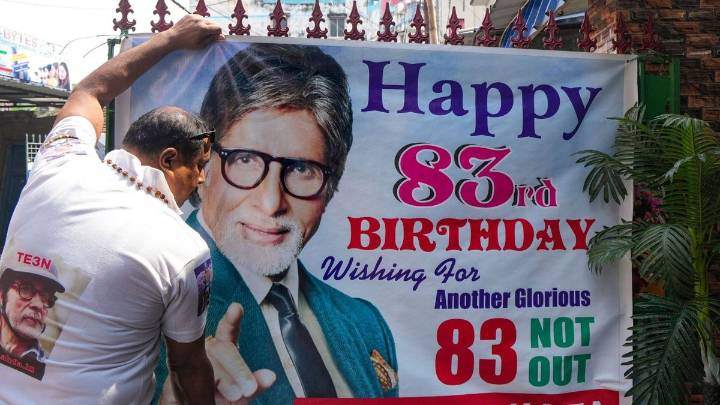 Happy
83rd
BIRTHDAY
Wishing For
Another Glorious
83 NOT
OUT
TE3N